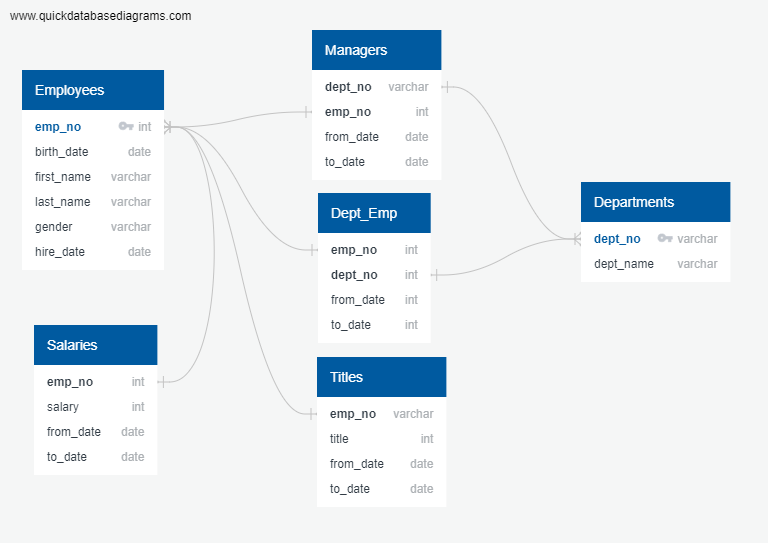 www.quickdatabasediagrams.com
Employees
emp_no int
birth_date date
first_name varchar
last_name varchar
gender varchar
hire_date date
Salaries
emp_no int
salary int
from_date date
to_date date
Managers
dept_no varchar
emp_no int
from_date date
to_date date
Dept_Emp
emp_no int
dept_no int
from_date int
to_date int
Titles
emp_no varchar
title int
from_date date
to_date date
Departments
dept_no varchar
dept_name varchar